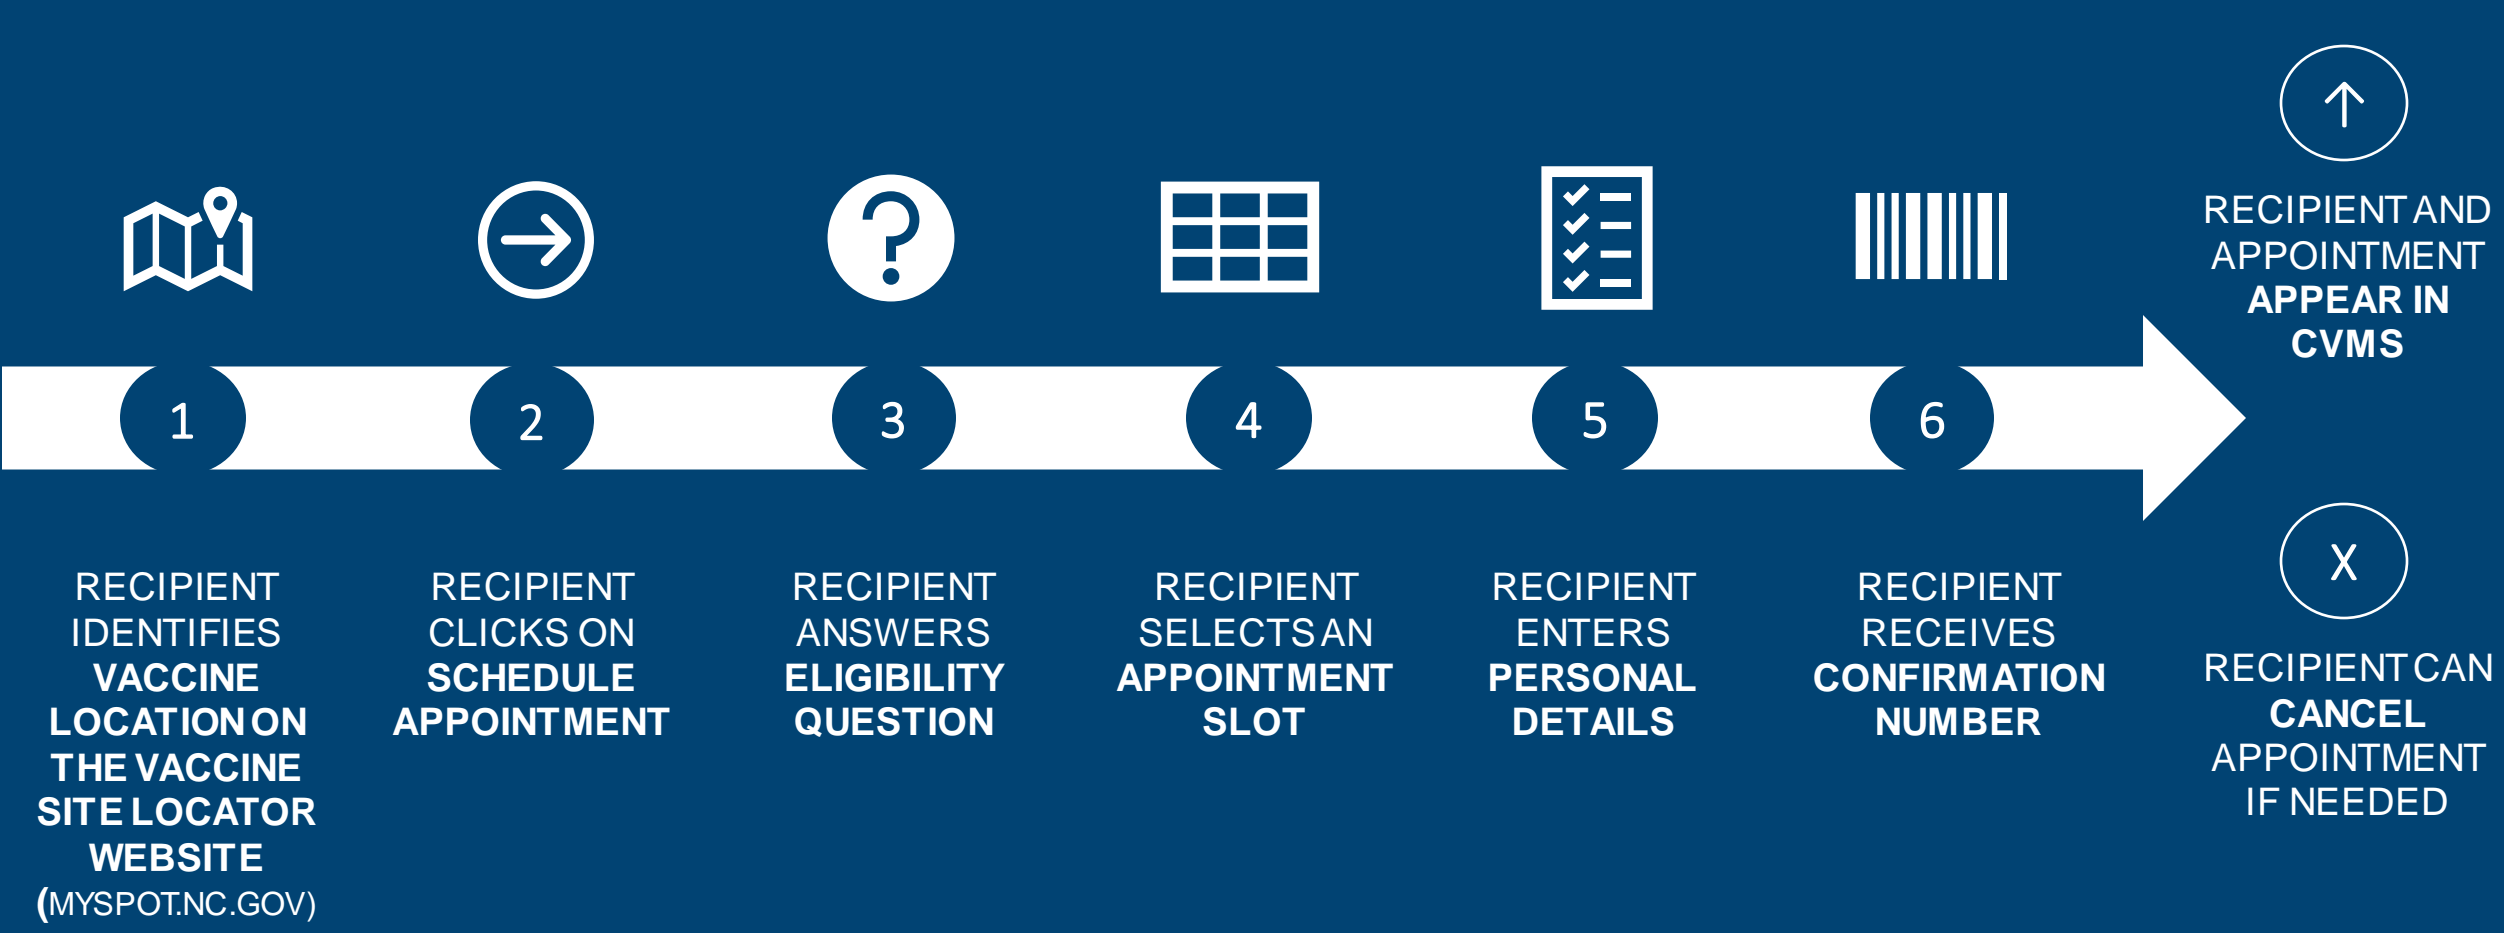 1
RECIPIENT
IDENTIFIES
VACCINE
LOCATION ON
THE VACCINE
SITE LOCATOR
WEBSITE
(MYSPOT.NC.GOV)
2
RECIPIENT
CLICKS ON
SCHEDULE
APPOINTMENT
3
RECIPIENT
ANSWERS
ELIGIBILITY
QUESTION
4
RECIPIENT
SELECTS AN
APPOINTMENT
SLOT
5
RECIPIENT
ENTERS
PERSONAL
DETAILS
6
RECIPIENT
RECEIVES
CONFIRMATION
NUMBER
RECIPIENT AND
APPOINTMENT
APPEAR IN
CVMS
X
RECIPIENT CAN
CANCEL
APPOINTMENT
IF NEEDED